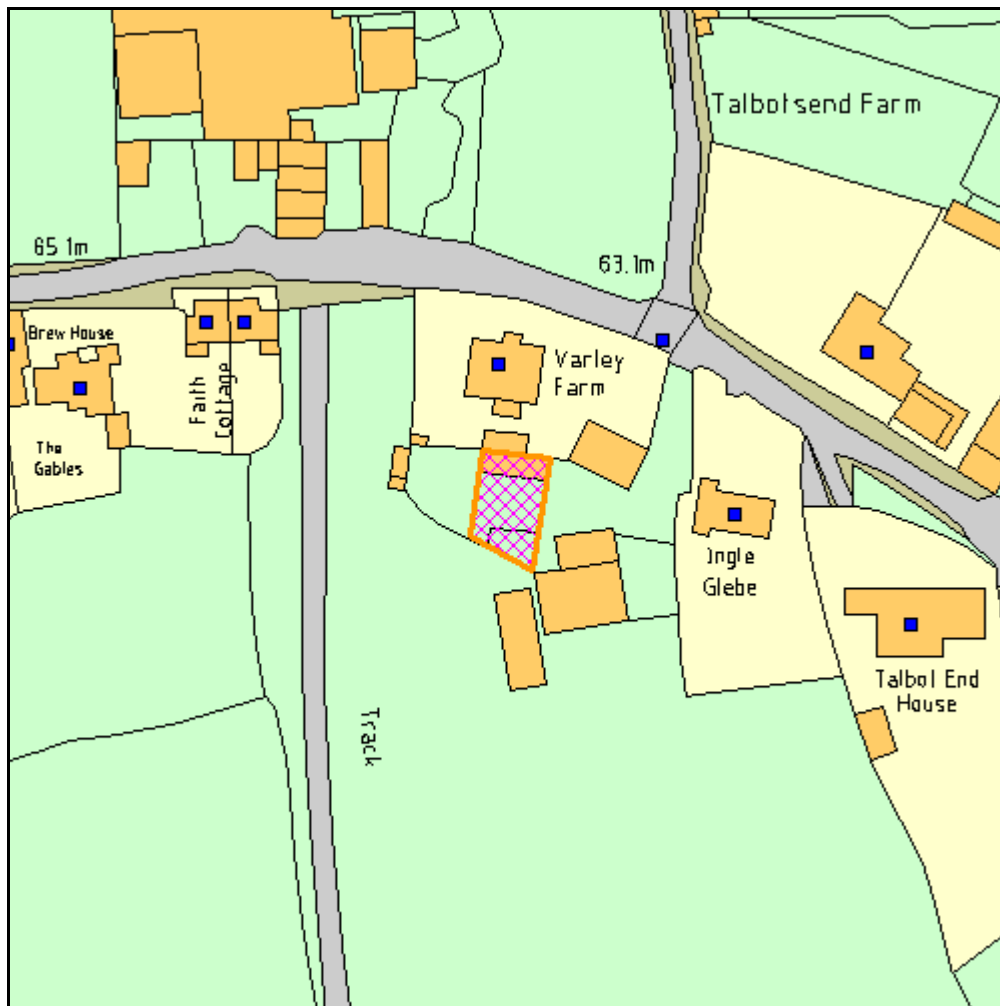 Talbotsend Farm
65.1m
63.1m
Brew House
Faith
Cottage
Varley
Farm
The
Gables
Ingle
Glebe
Talbol End
House
Track